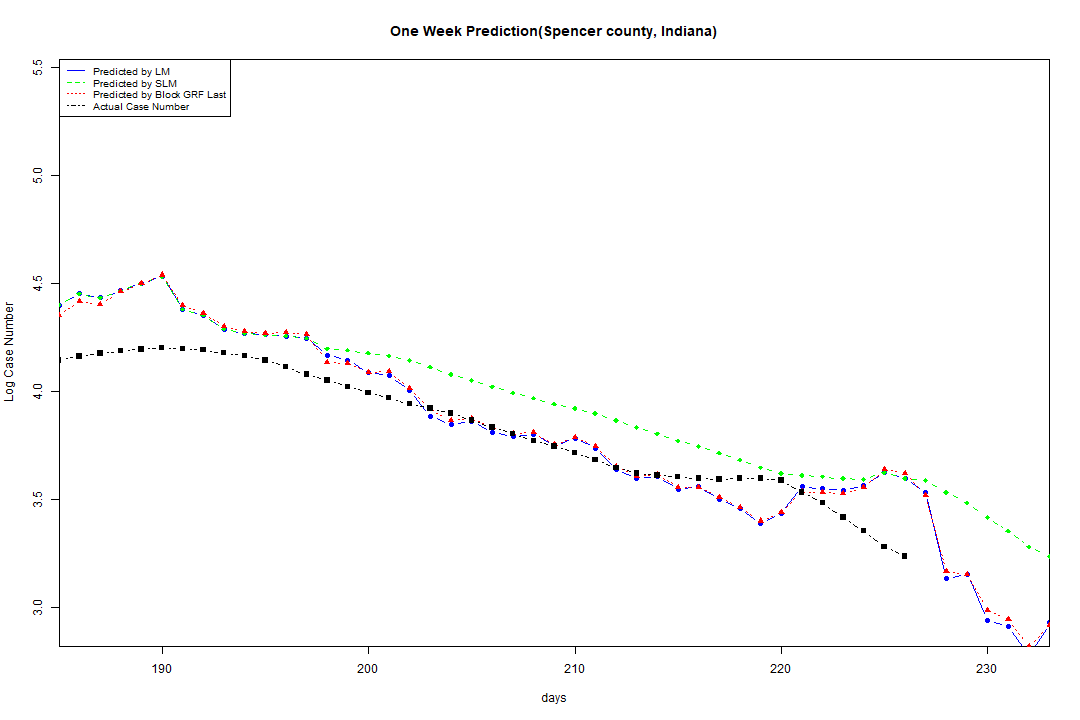 One Week Prediction(Spencer county, Indiana)
Predicted by LM
Predicted by SLM
Predicted by Block GRF Last
Actual Case Number
5.5
5.0
4.5
4.0
3.5
3.0
Log Case Number
190
200
210
220
230
days